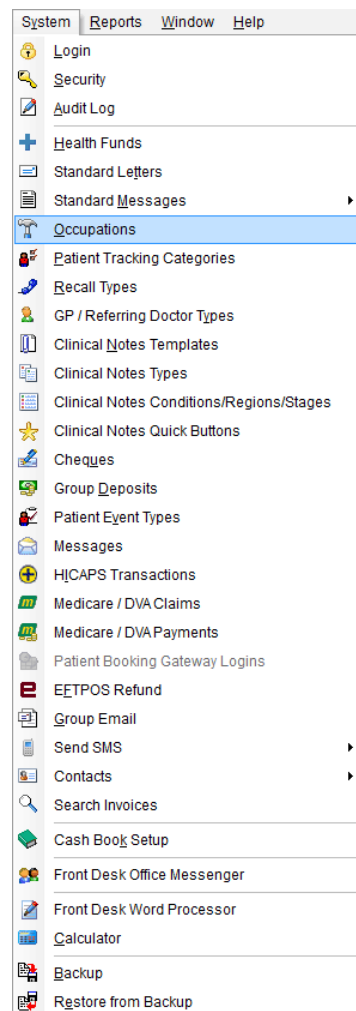 System Reports Window Help
Login
Security
Audit Log
Health Funds
Standard Letters
Standard Messages
Occupations
Patient Tracking Categories
Recall Types
GP / Referring Doctor Types
Clinical Notes Templates
Clinical Notes Types
Clinical Notes Conditions/Regions/Stages
Clinical Notes Quick Buttons
Cheques
Group Deposits
Patient Event Types
Messages
HICAPS Transactions
Medicare / DVA Claims
Medicare / DVA Payments
Patient Booking Gateway Logins
EFTPOS Refund
Group Email
Send SMS
Contacts
Search Invoices
Cash Book Setup
Front Desk Office Messenger
Front Desk Word Processor
Calculator
Backup
Restore from Backup